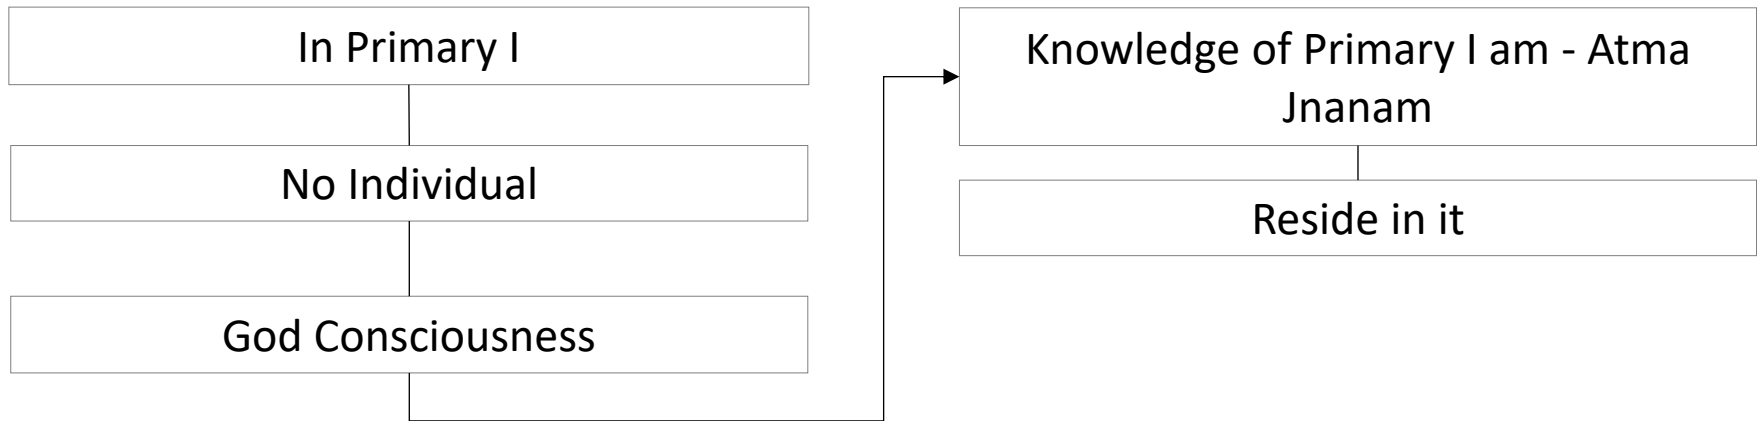 In Primary I
No Individual
God Consciousness
Knowledge of Primary I am - Atma
Jnanam
Reside in it